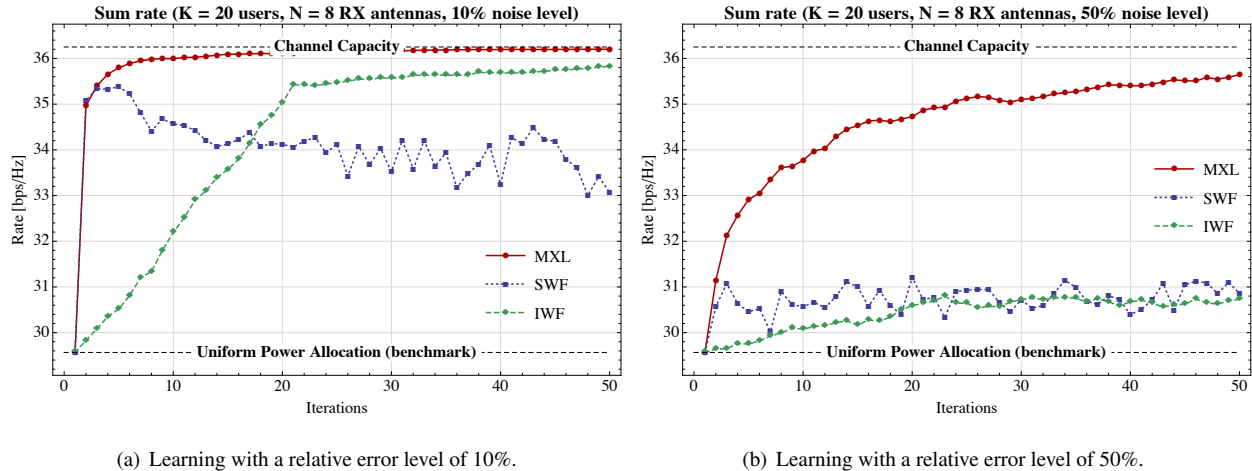 Sum rate (K = 20 users, N = 8 RX antennas, 10% noise level)
Channel Capacity
36
35
34
33
32
31
30
Rate [bps/Hz]
MXL
SWF
IWF
Uniform Power Allocation (benchmark)
0 10 20 30 40 50
Iterations
(a) Learning with a relative error level of 10%.
Sum rate (K = 20 users, N = 8 RX antennas, 50% noise level)
Channel Capacity
36
35
34
33
32
31
30
Rate [bps/Hz]
MXL
SWF
IWF
Uniform Power Allocation (benchmark)
0 10 20 30 40 50
Iterations
(b) Learning with a relative error level of 50%.